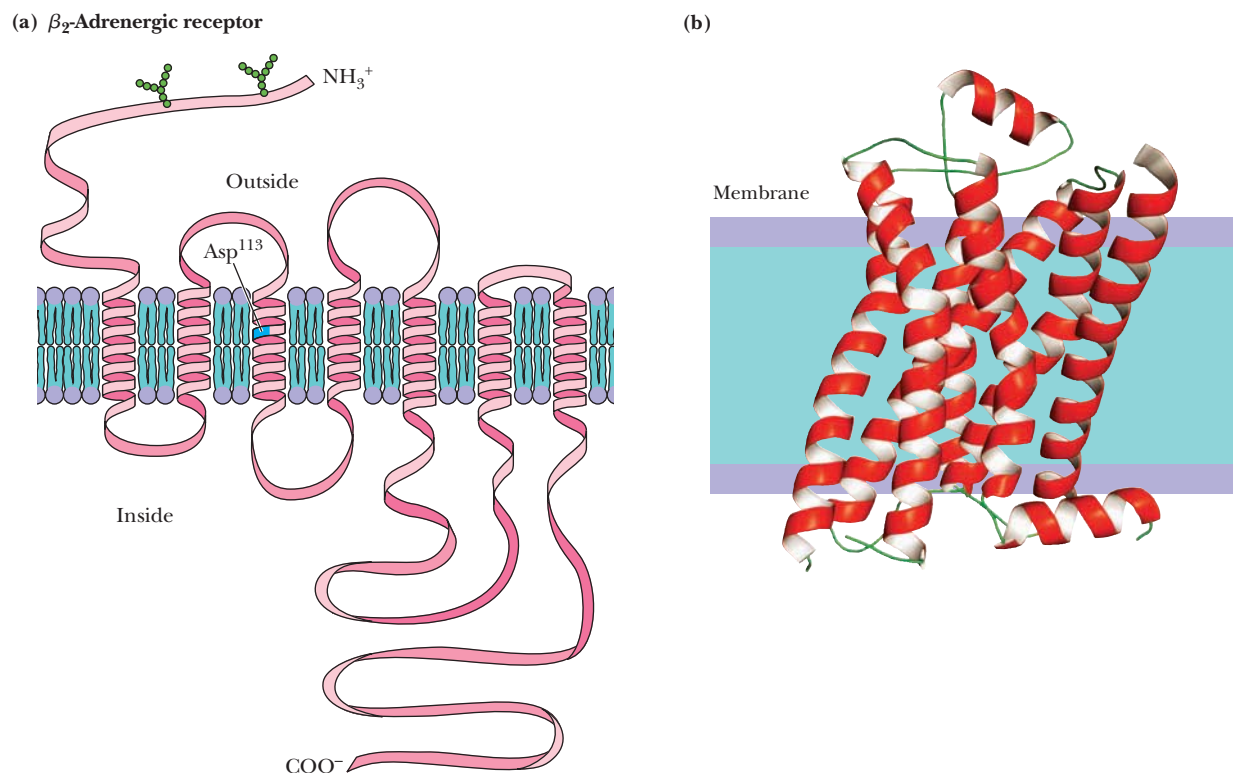 (a) β₂-Adrenergic receptor
NH₃⁺
Outside
Asp¹¹³
Inside
COO⁻
(b)
Membrane